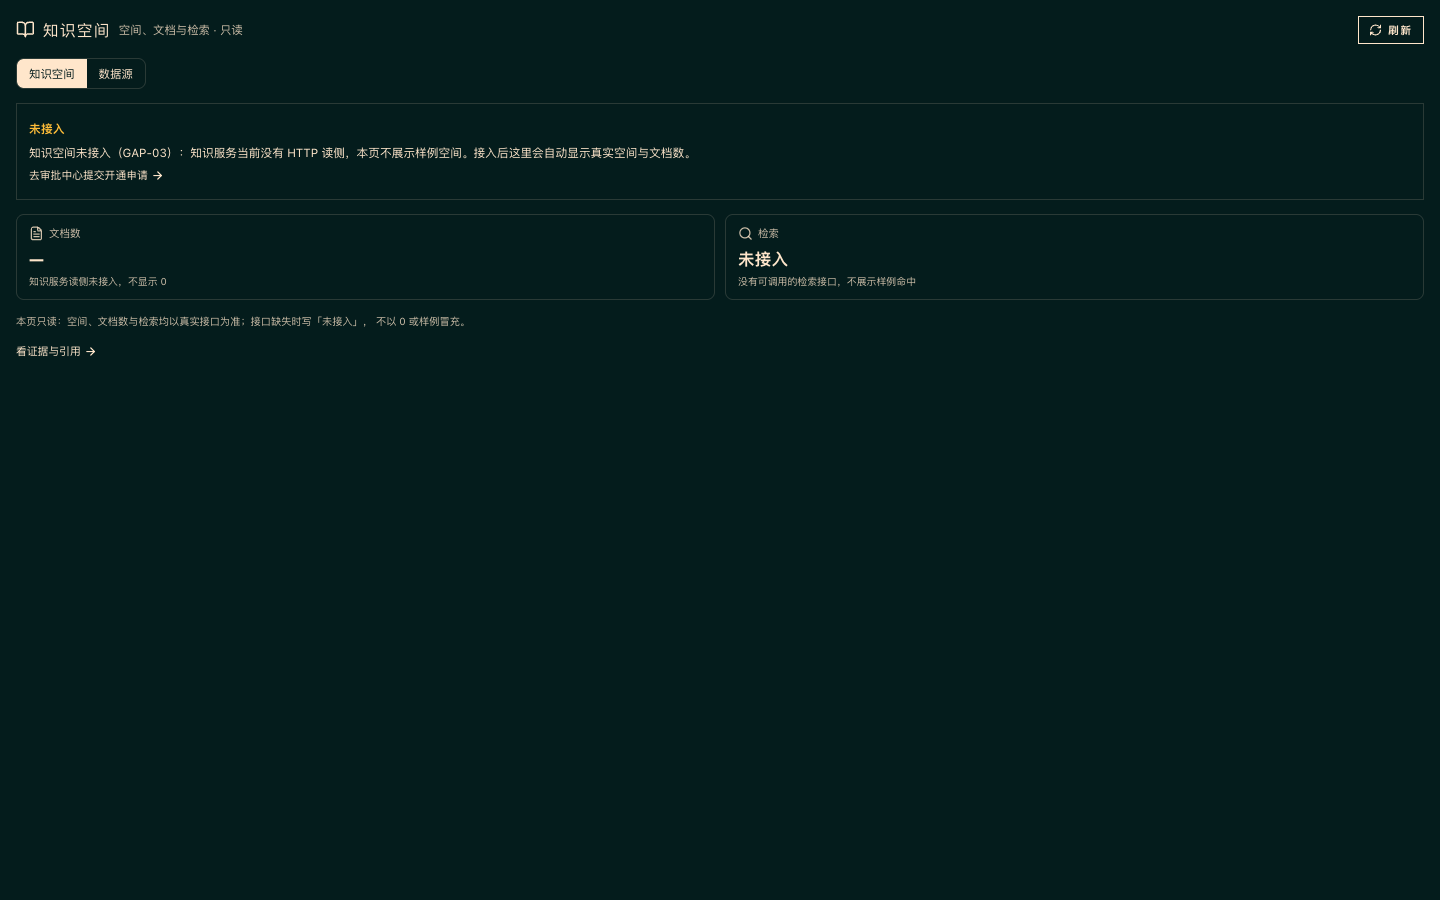 知识空间 空间、文档与检索 · 只读
刷新
知识空间 数据源
未接入
知识空间未接入（GAP-03）：知识服务当前没有 HTTP 读侧，本页不展示样例空间。接入后这里会自动显示真实空间与文档数。
去审批中心提交开通申请 →
文档数
—
知识服务读侧未接入，不显示 0
检索
未接入
没有可调用的检索接口，不展示样例命中
本页只读：空间、文档数与检索均以真实接口为准；接口缺失时写「未接入」， 不以 0 或样例冒充。
看证据与引用 →